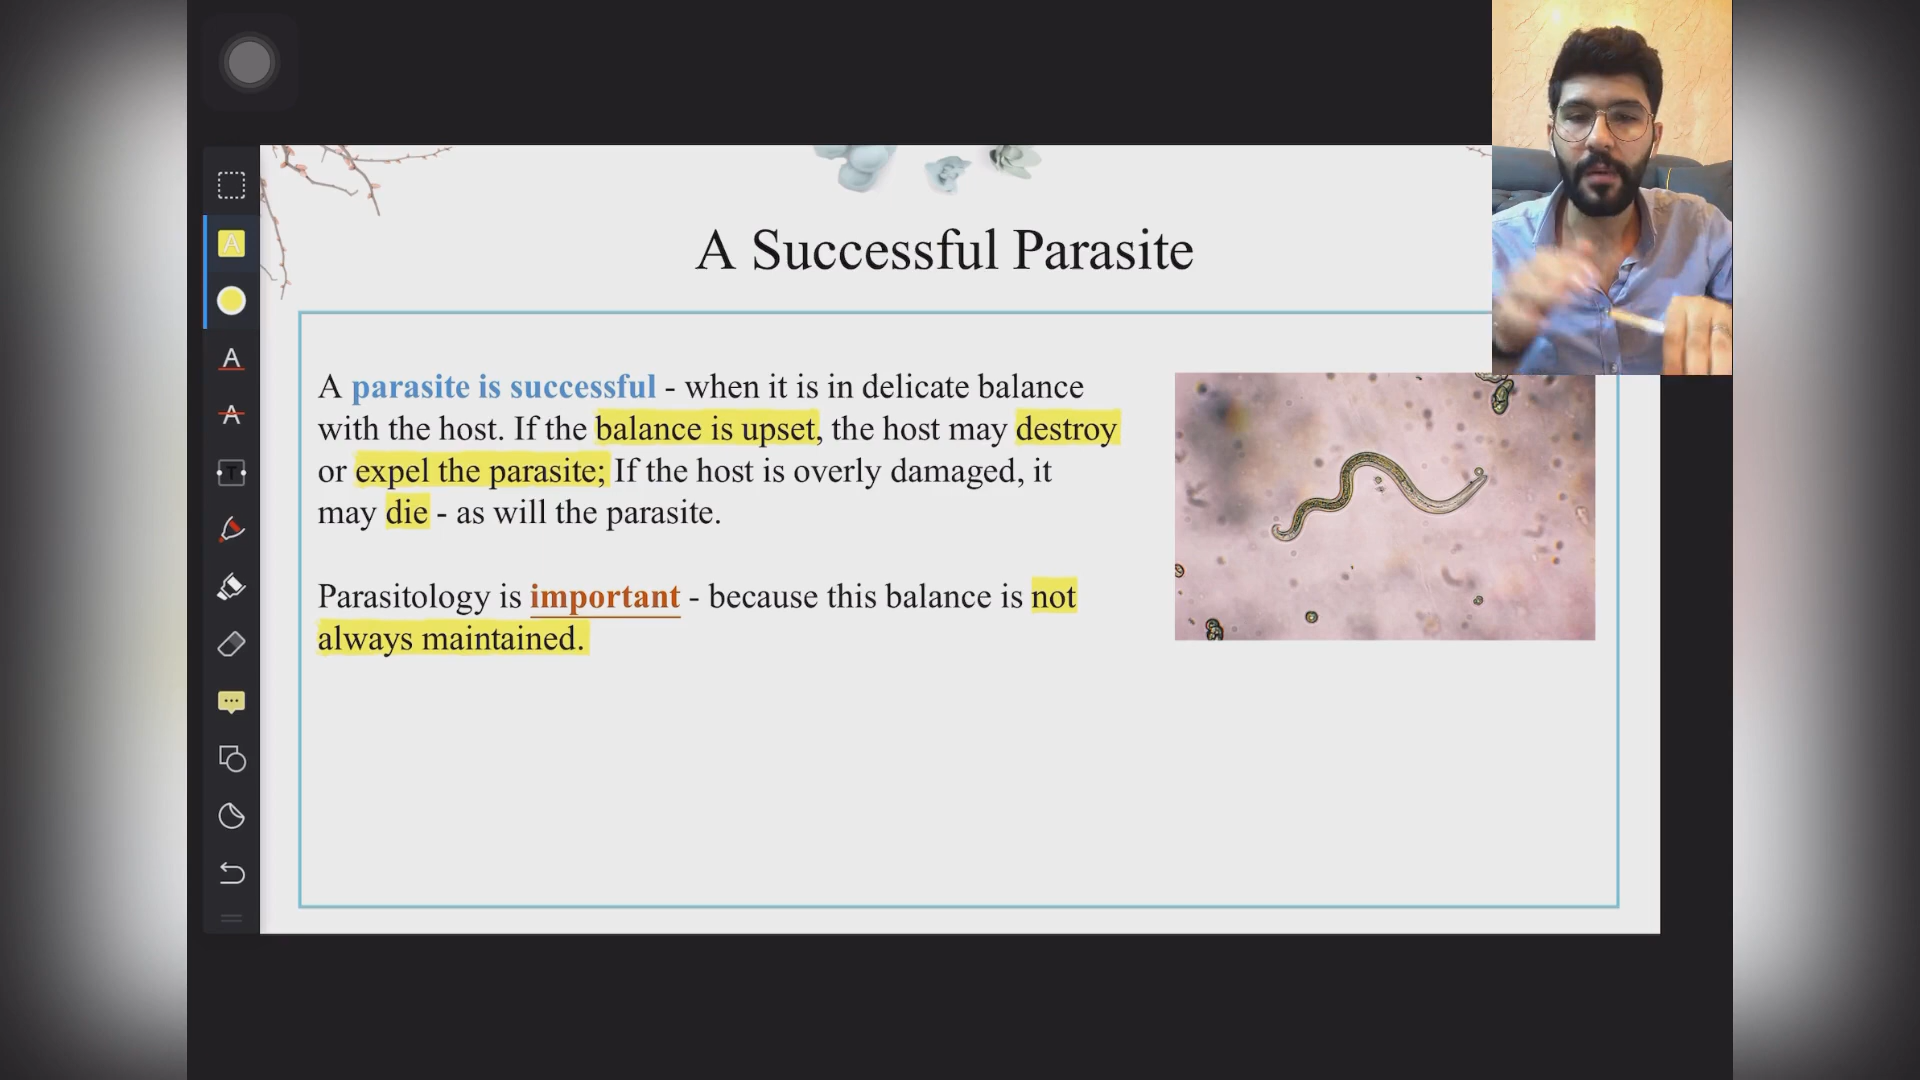 A Successful Parasite
A parasite is successful - when it is in delicate balance
with the host. If the balance is upset, the host may destroy
or expel the parasite; If the host is overly damaged, it
may die - as will the parasite.
Parasitology is important - because this balance is not
always maintained.